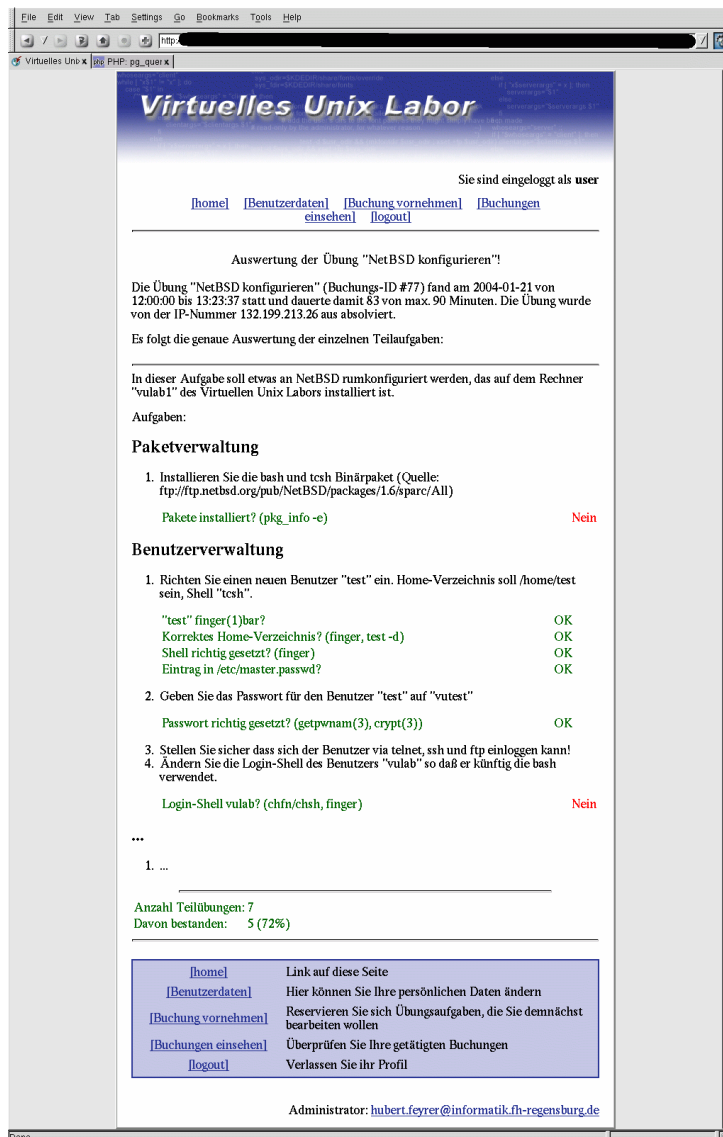 File Edit View Tab Settings Go Bookmarks Tools Help
http:
Virtuelles Unix
PHP: pg_quer
Virtuelles Unix Labor
Sie sind eingeloggt als user
[home] [Benutzerdaten] [Buchung vornehmen] [Buchungen
einsehen] [logout]
Auswertung der Übung "NetBSD konfigurieren"!
Die Übung "NetBSD konfigurieren" (Buchungs-ID #77) fand am 2004-01-21 von
12:00:00 bis 13:23:37 statt und dauerte damit 83 von max. 90 Minuten. Die Übung wurde
von der IP-Nummer 132.199.213.26 aus absolviert.
Es folgt die genaue Auswertung der einzelnen Teilaufgaben:
In dieser Aufgabe soll etwas an NetBSD rumkonfiguriert werden, das auf dem Rechner
"vulab1" des Virtuellen Unix Labors installiert ist.
Aufgaben:
Paketverwaltung
1. Installieren Sie die bash und tcsh Binärpaket (Quelle:
ftp://ftp.netbsd.org/pub/NetBSD/packages/1.6/sparc/All)
Pakete installiert? (pkg_info -e) Nein
Benutzerverwaltung
1. Richten Sie einen neuen Benutzer "test" ein. Home-Verzeichnis soll /home/test
sein, Shell "tcsh".
"test" finger(1)bar? OK
Korrektes Home-Verzeichnis? (finger, test -d) OK
Shell richtig gesetzt? (finger) OK
Eintrag in /etc/master.passwd? OK
2. Geben Sie das Passwort für den Benutzer "test" auf "vutest"
Passwort richtig gesetzt? (getpwnam(3), crypt(3)) OK
3. Stellen Sie sicher dass sich der Benutzer via telnet, ssh und ftp einloggen kann!
4. Ändern Sie die Login-Shell des Benutzers "vulab" so daß er künftig die bash
verwendet.
Login-Shell vulab? (chfn/chsh, finger) Nein
...
1. ...
Anzahl Teilübungen: 7
Davon bestanden: 5 (72%)
[home] Link auf diese Seite
[Benutzerdaten] Hier können Sie Ihre persönlichen Daten ändern
[Buchung vornehmen] Reservieren Sie sich Übungsaufgaben, die Sie demnächst
bearbeiten wollen
[Buchungen einsehen] Überprüfen Sie Ihre getätigten Buchungen
[logout] Verlassen Sie ihr Profil
Administrator: hubert.feyrer@informatik.fh-regensburg.de